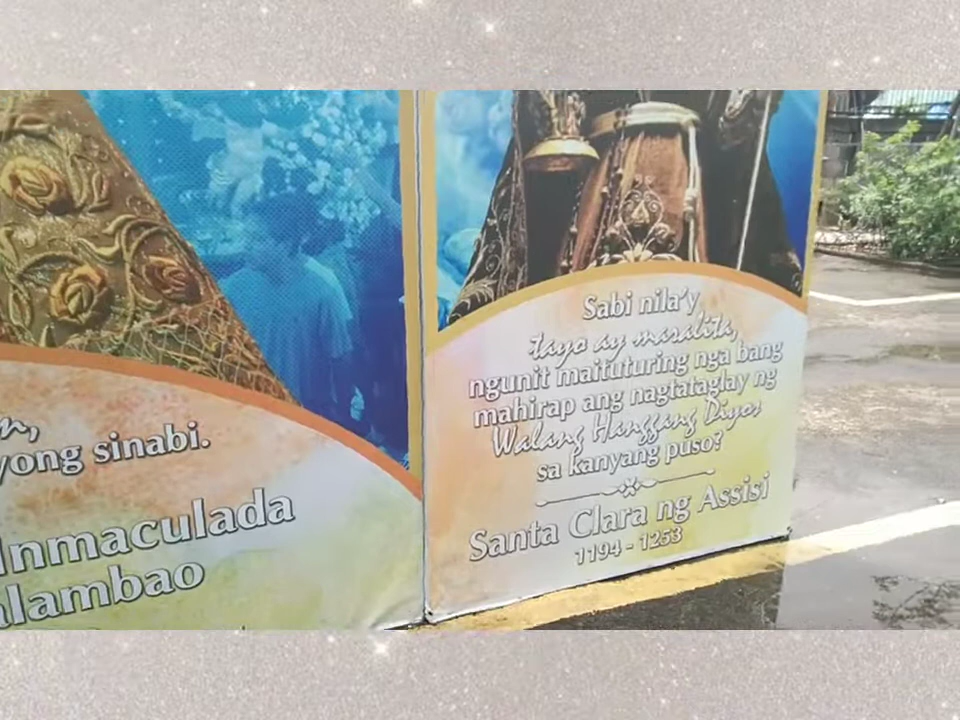 yong sinabi.
Inmaculada
alambao
Sabi nila'y
tayo ay maralita,
ngunit maituturing nga bang
mahirap ang nagtataglay ng
Walang Hanggang Diyos
sa kanyang puso?
Santa Clara ng Assisi
1194 - 1253